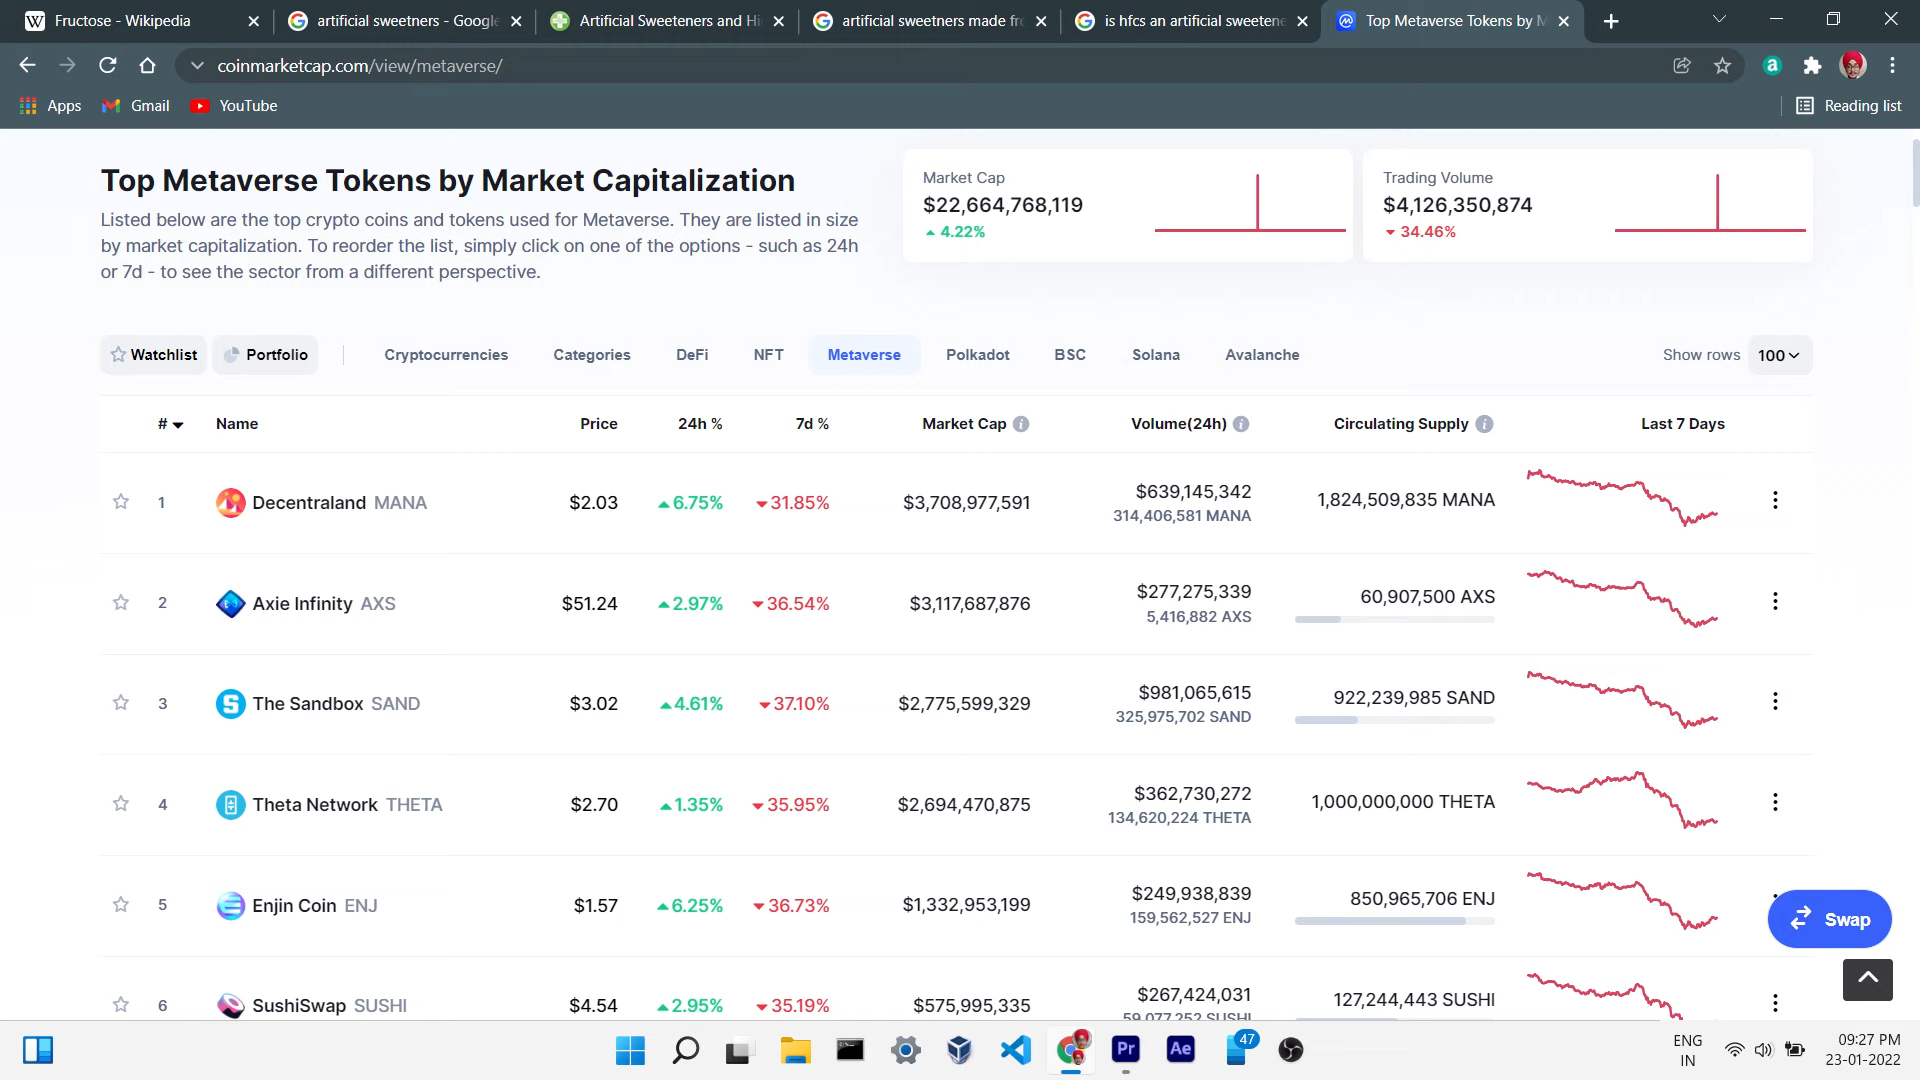 Fructose - Wikipedia
artificial sweetners - Google
Artificial Sweeteners and Hi
artificial sweetners made fr
is hfcs an artificial sweetene
Top Metaverse Tokens by M
coinmarketcap.com/view/metaverse/
Apps
Gmail
YouTube
Reading list
Top Metaverse Tokens by Market Capitalization
Listed below are the top crypto coins and tokens used for Metaverse. They are listed in size
by market capitalization. To reorder the list, simply click on one of the options - such as 24h
or 7d - to see the sector from a different perspective.
Market Cap
$22,664,768,119
4.22%
Trading Volume
$4,126,350,874
34.46%
Watchlist Portfolio Cryptocurrencies Categories DeFi NFT Metaverse Polkadot BSC Solana Avalanche Show rows 100
# Name Price 24h % 7d % Market Cap Volume(24h) Circulating Supply Last 7 Days
1 Decentraland MANA $2.03 6.75% 31.85% $3,708,977,591 $639,145,342 1,824,509,835 MANA
314,406,581 MANA
2 Axie Infinity AXS $51.24 2.97% 36.54% $3,117,687,876 $277,275,339 60,907,500 AXS
5,416,882 AXS
3 The Sandbox SAND $3.02 4.61% 37.10% $2,775,599,329 $981,065,615 922,239,985 SAND
325,975,702 SAND
4 Theta Network THETA $2.70 1.35% 35.95% $2,694,470,875 $362,730,272 1,000,000,000 THETA
134,620,224 THETA
5 Enjin Coin ENJ $1.57 6.25% 36.73% $1,332,953,199 $249,938,839 850,965,706 ENJ
159,562,527 ENJ
Swap
6 SushiSwap SUSHI $4.54 2.95% 35.19% $575,995,335 $267,424,031 127,244,443 SUSHI
59,077,252 SUSHI
Pr
Ae
47
ENG
IN
09:27 PM
23-01-2022